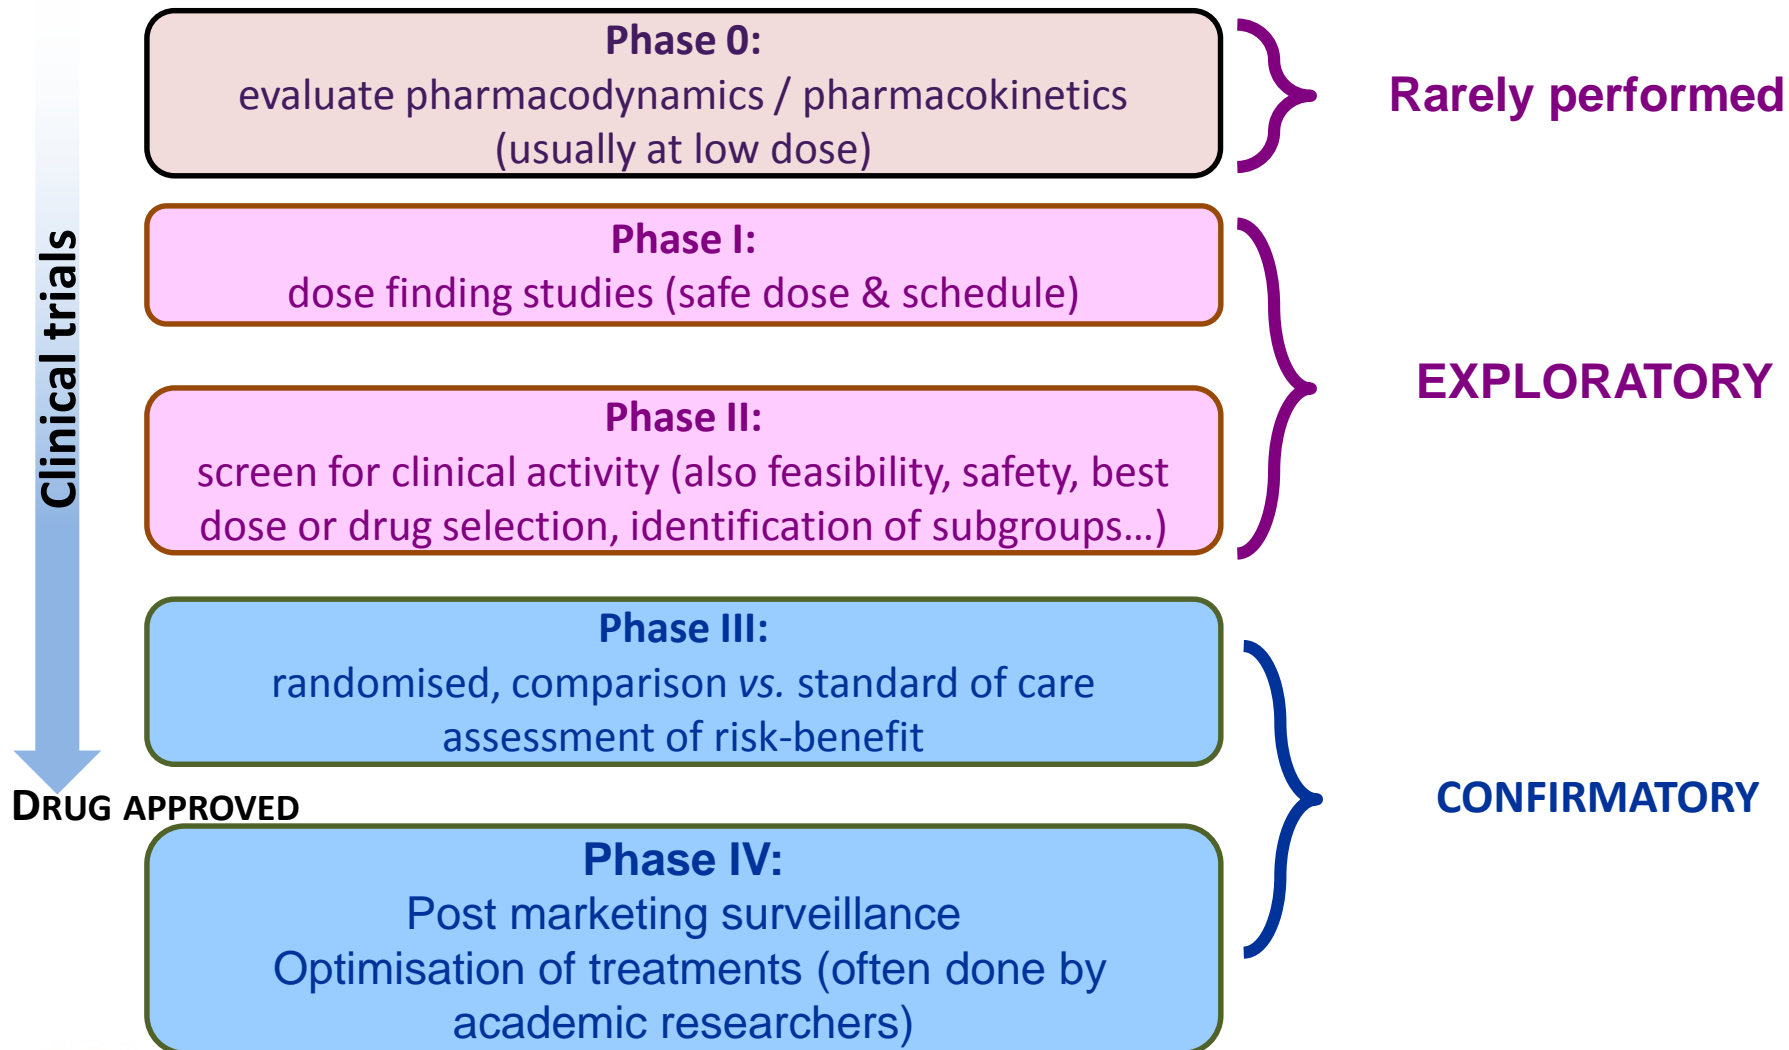 Phase 0:
evaluate pharmacodynamics / pharmacokinetics
(usually at low dose)
Rarely performed
Clinical trials
Phase I:
dose finding studies (safe dose & schedule)
Phase II:
screen for clinical activity (also feasibility, safety, best
dose or drug selection, identification of subgroups...)
EXPLORATORY
Phase III:
randomised, comparison vs. standard of care
assessment of risk-benefit
DRUG APPROVED
CONFIRMATORY
Phase IV:
Post marketing surveillance
Optimisation of treatments (often done by
academic researchers)